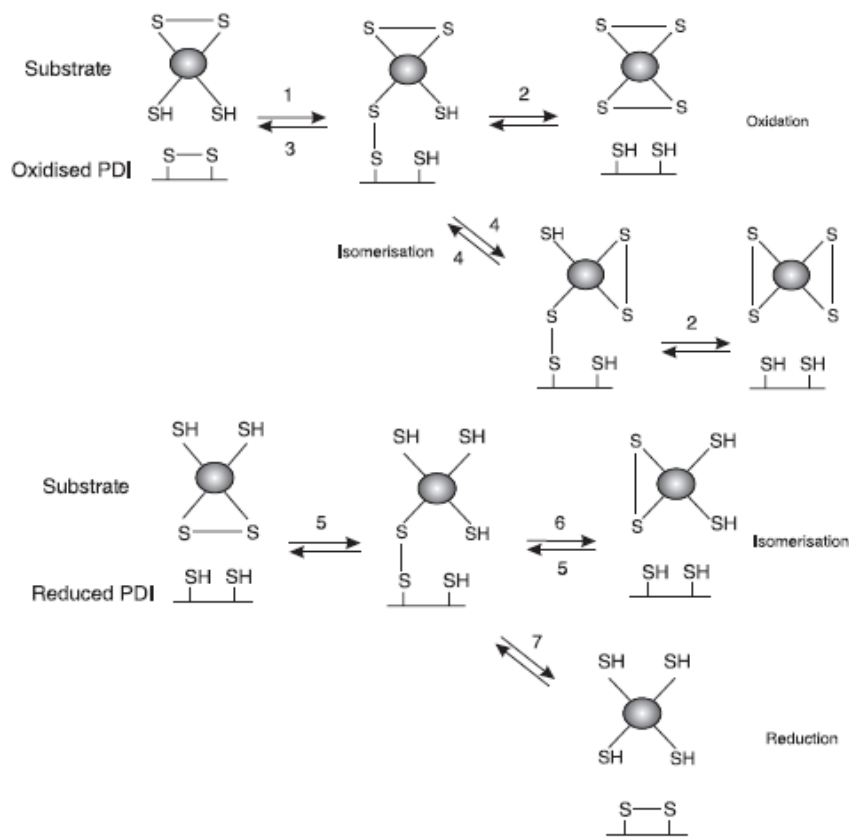 S S S S S S
Substrate
SH SH 1 S SH 2 S S Oxidation
3
Oxidised PDI S S S SH SH SH
4
Isomerisation 4 SH S S S
S S 2 S S
S SH SH SH
SH SH SH SH S SH
Substrate
S S 5 S SH 6 S SH Isomerisation
5
Reduced PDI SH SH S SH SH SH
7 SH SH
SH SH Reduction
S S